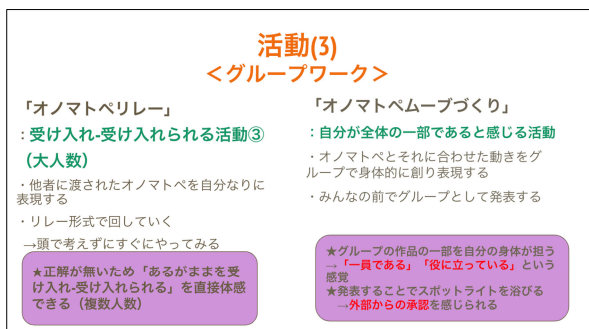 活動(3)
＜グループワーク＞
「オノマトペリレー」
：受け入れ-受け入れられる活動③
（大人数）
・他者に渡されたオノマトペを自分なりに
表現する
・リレー形式で回していく
→頭で考えずにすぐにやってみる
★正解が無いため「あるがままを受
け入れ-受け入れられる」を直接体感
できる（複数人数）
「オノマトペムーブづくり」
：自分が全体の一部であると感じる活動
・オノマトペとそれに合わせた動きをグ
ループで身体的に創り表現する
・みんなの前でグループとして発表する
★グループの作品の一部を自分の身体が担う
→「一員である」「役に立っている」という
感覚
★発表することでスポットライトを浴びる
→外部からの承認を感じられる